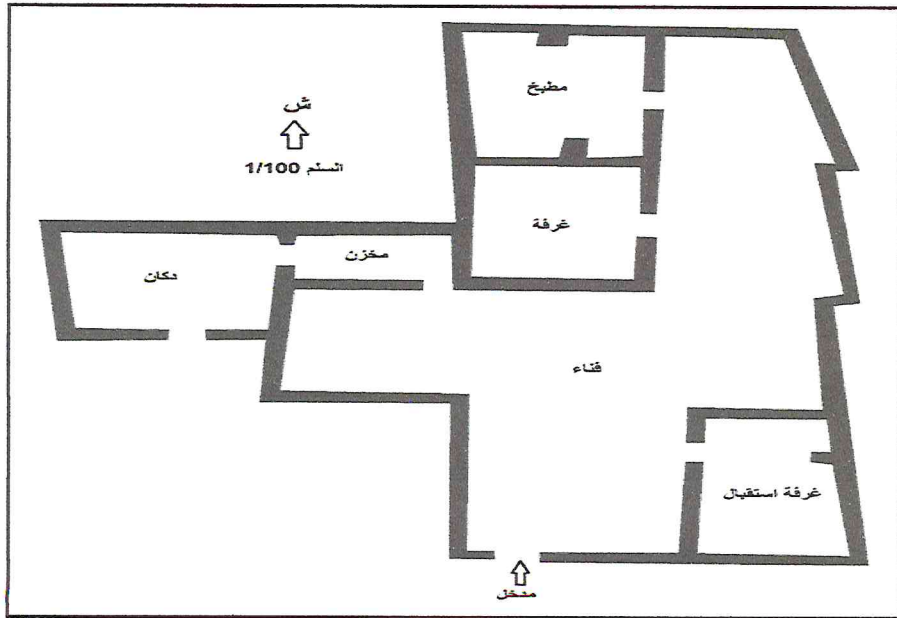 مطبخ
ش
السلم 1/100
غرفة
مخزن
دكان
فناء
غرفة استقبال
مدخل